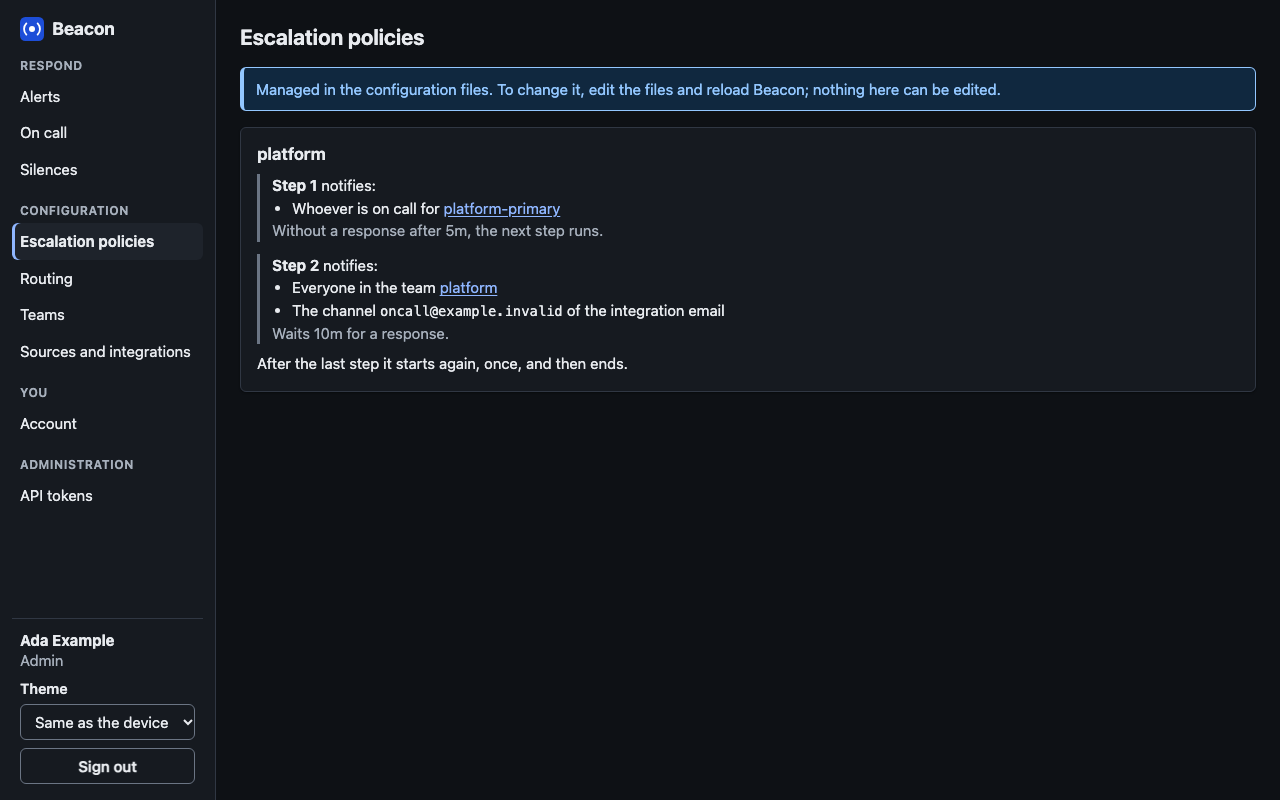 Beacon
RESPOND
Alerts
On call
Silences
CONFIGURATION
Escalation policies
Routing
Teams
Sources and integrations
YOU
Account
ADMINISTRATION
API tokens
Ada Example
Admin
Theme
Same as the device
Sign out
Escalation policies
Managed in the configuration files. To change it, edit the files and reload Beacon; nothing here can be edited.
platform
Step 1 notifies:
• Whoever is on call for platform-primary
Without a response after 5m, the next step runs.
Step 2 notifies:
• Everyone in the team platform
• The channel oncall@example.invalid of the integration email
Waits 10m for a response.
After the last step it starts again, once, and then ends.